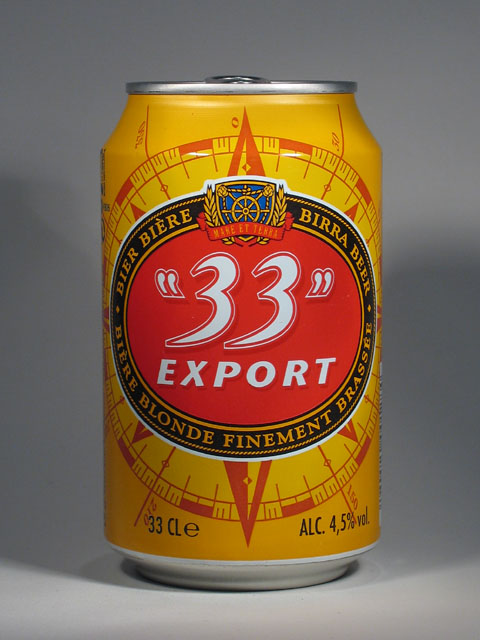 MARE ET TERRA
BIER BIÈRE
BIRRA BEER
"33"
EXPORT
BIÈRE BLONDE FINEMENT BRASSÉE
33 CL e
ALC. 4,5% vol.